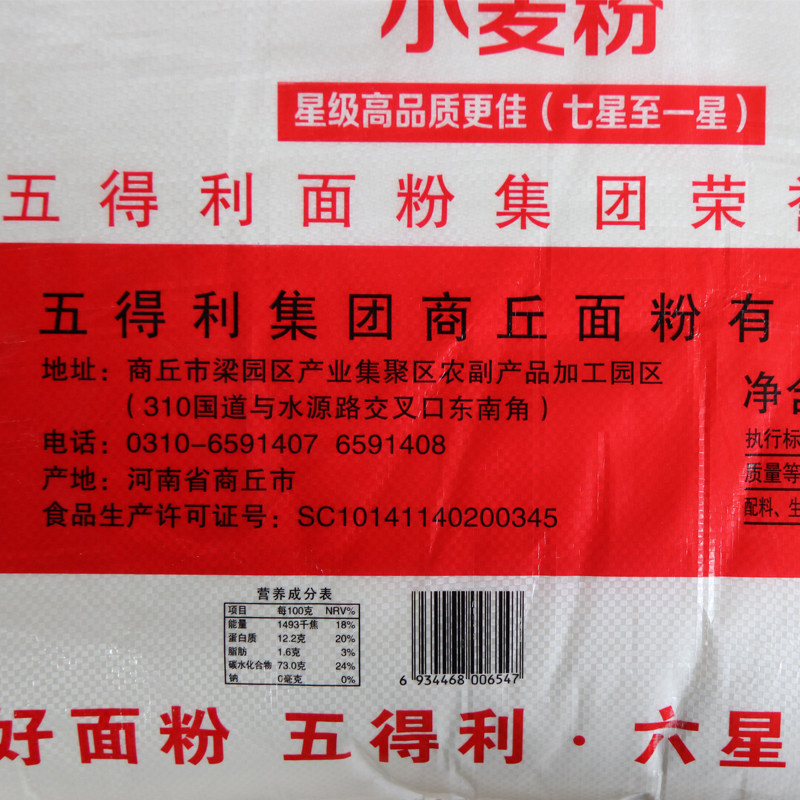 小麦粉
星级高品质更佳（七星至一星）
五得利面粉集团荣誉
五得利集团商丘面粉有
地址：商丘市梁园区产业集聚区农副产品加工园区
（310国道与水源路交叉口东南角）
电话：0310-6591407 6591408
产地：河南省商丘市
食品生产许可证号：SC10141140200345
净含
执行标
质量等
配料、生
营养成分表
项目 每100克 NRV%
能量 1493千焦 18%
蛋白质 12.2克 20%
脂肪 1.6克 3%
碳水化合物 73.0克 24%
钠 0毫克 0%
6 934468 006547
好面粉 五得利·六星